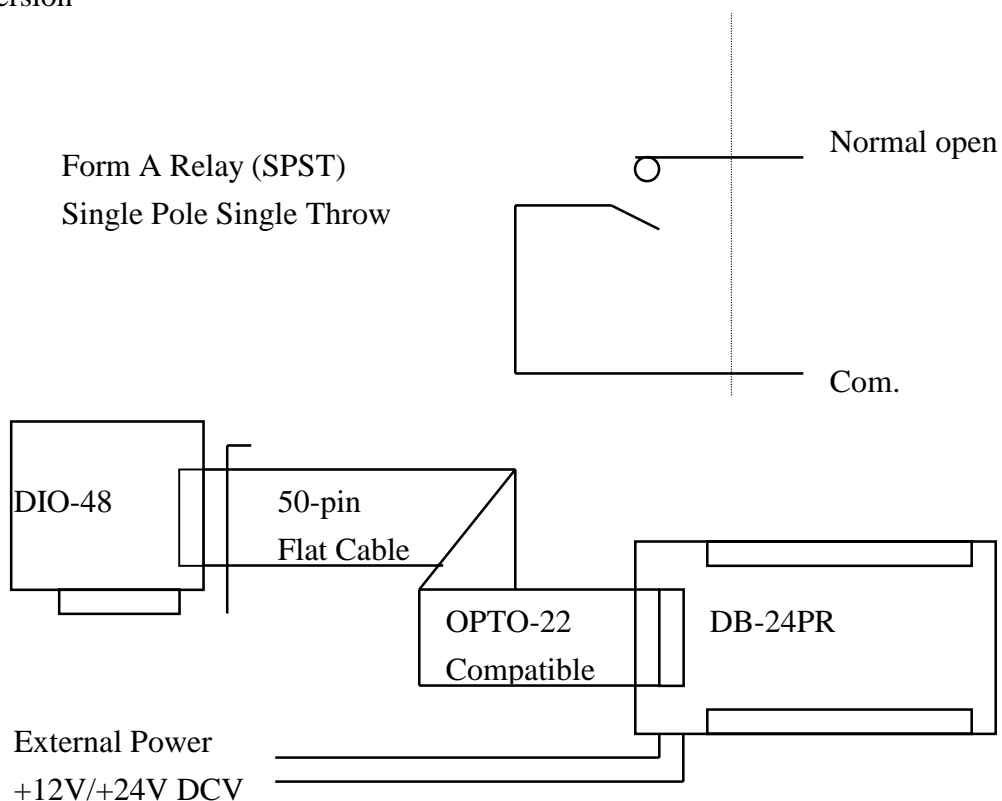 Normal open
Form A Relay (SPST)
Single Pole Single Throw
Com.
DIO-48
50-pin
Flat Cable
OPTO-22
Compatible
DB-24PR
External Power
+12V/+24V DCV